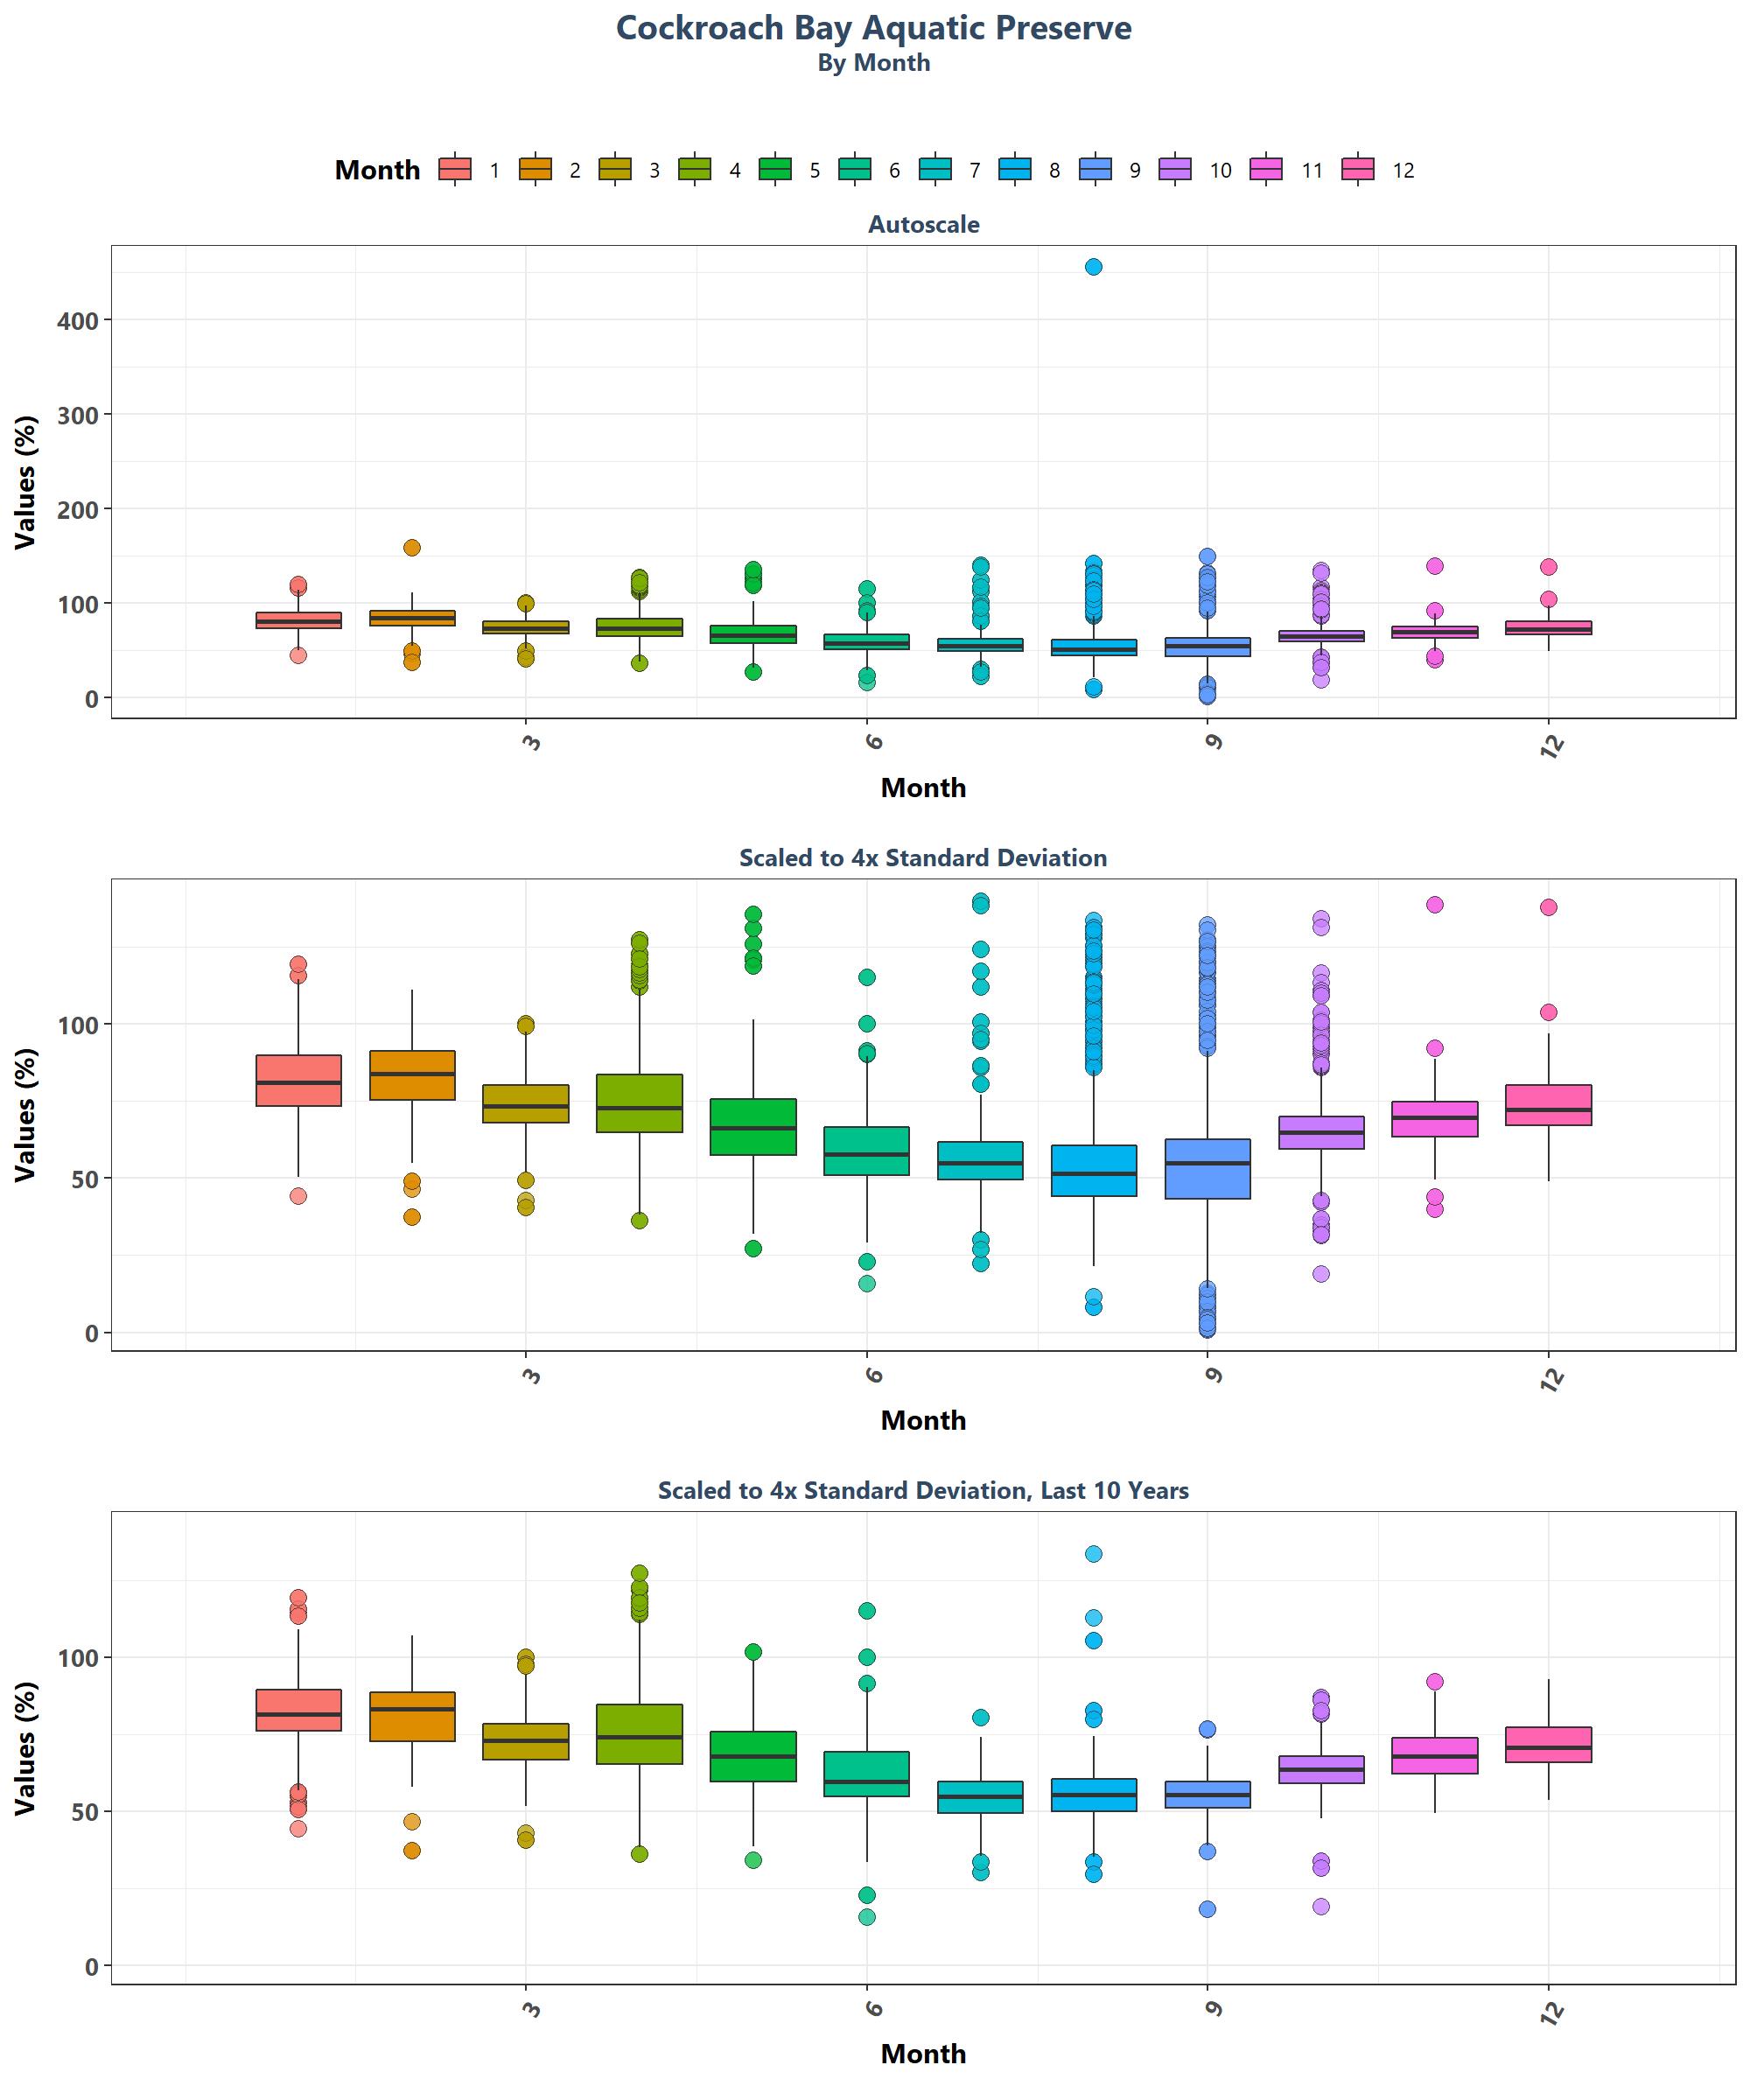 Cockroach Bay Aquatic Preserve
By Month
Month 1 2 3 4 5 6 7 8 9 10 11 12
Autoscale
Values (%)
400
300
200
100
0
3 6 9 12
Month
Scaled to 4x Standard Deviation
Values (%)
100
50
0
3 6 9 12
Month
Scaled to 4x Standard Deviation, Last 10 Years
Values (%)
100
50
0
3 6 9 12
Month